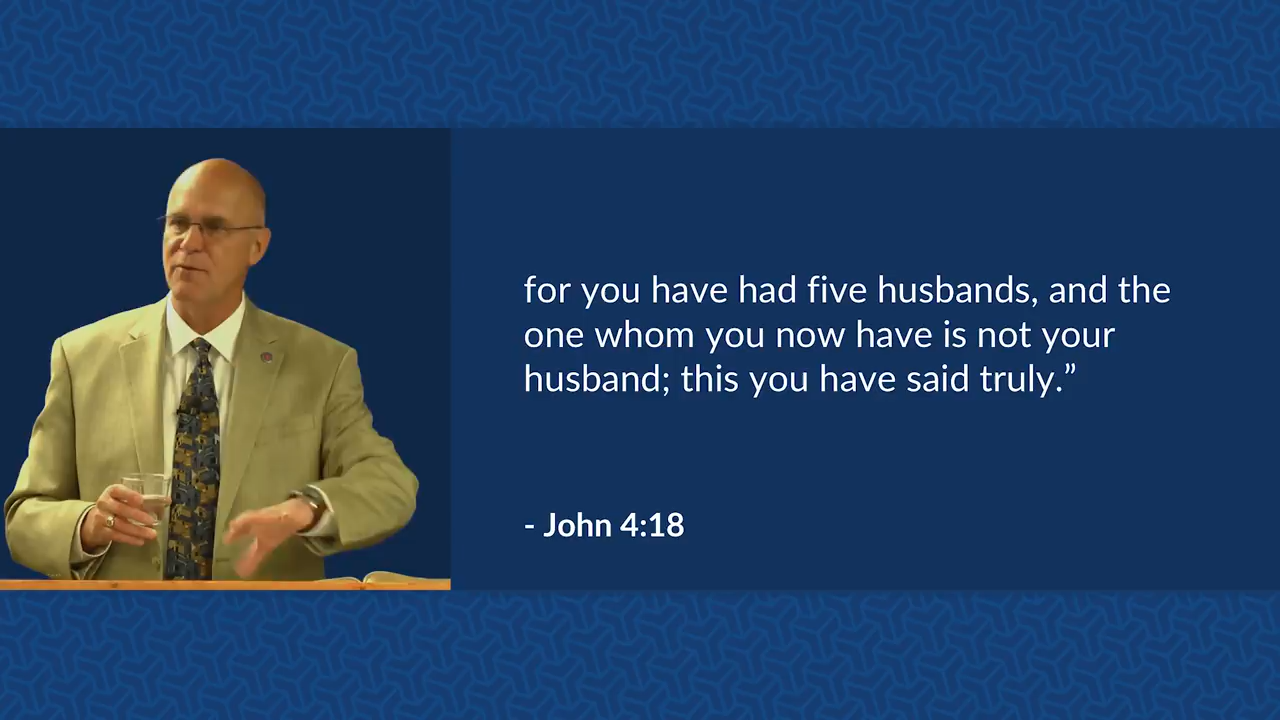 for you have had five husbands, and the
one whom you now have is not your
husband; this you have said truly.”
- John 4:18